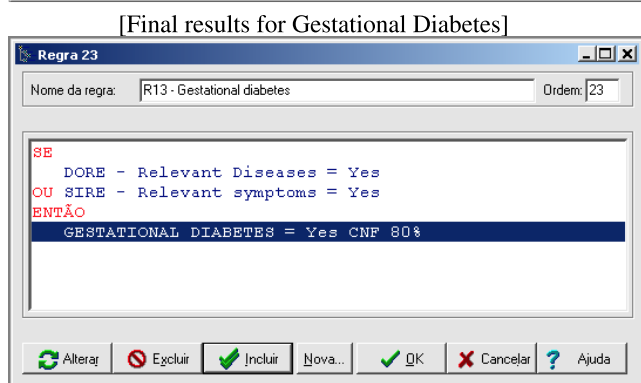 [Final results for Gestational Diabetes]
Regra 23
Nome da regra: R13 - Gestational diabetes Ordem: 23
SE
DORE - Relevant Diseases = Yes
OU SIRE - Relevant symptoms = Yes
ENTÃO
GESTATIONAL DIABETES = Yes CNF 80%
Alterar Excluir Incluir Nova... OK Cancelar Ajuda